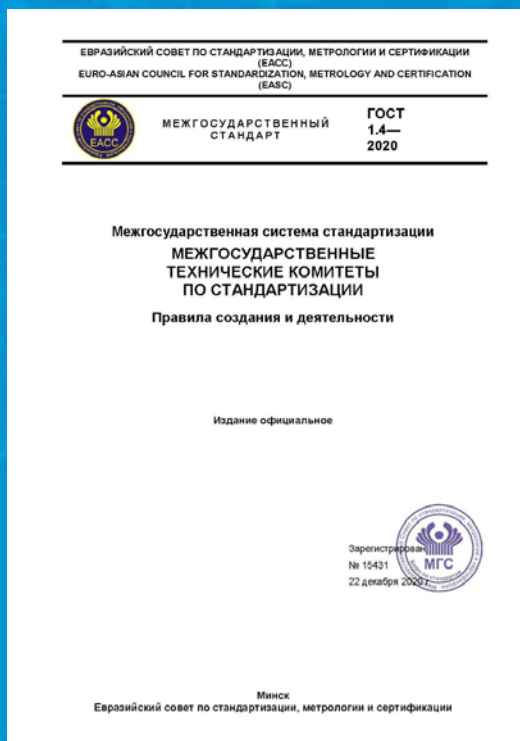 ЕВРАЗИЙСКИЙ СОВЕТ ПО СТАНДАРТИЗАЦИИ, МЕТРОЛОГИИ И СЕРТИФИКАЦИИ
(ЕАСС)
EURO-ASIAN COUNCIL FOR STANDARDIZATION, METROLOGY AND CERTIFICATION
(EASC)
ЕАСС
МЕЖГОСУДАРСТВЕННЫЙ
СТАНДАРТ
ГОСТ
1.4—
2020
Межгосударственная система стандартизации
МЕЖГОСУДАРСТВЕННЫЕ
ТЕХНИЧЕСКИЕ КОМИТЕТЫ
ПО СТАНДАРТИЗАЦИИ
Правила создания и деятельности
Издание официальное
Зарегистрирован
№ 15431
22 декабря 2020 г.
МГС
Минск
Евразийский совет по стандартизации, метрологии и сертификации